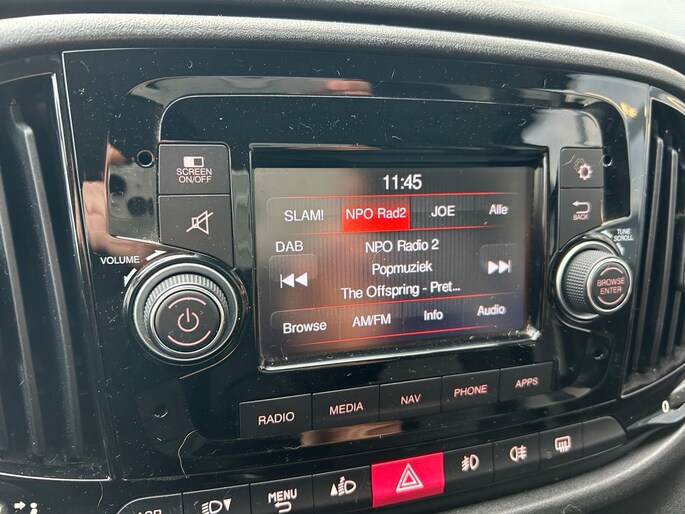 SCREEN
ON/OFF
11:45
SLAM!
NPO Rad2
JOE
Alle
BACK
VOLUME
DAB
NPO Radio 2
TUNE
SCROLL
Popmuziek
The Offspring - Pret...
BROWSE
ENTER
Browse
AM/FM
Info
Audio
RADIO
MEDIA
NAV
PHONE
APPS
0
MENU